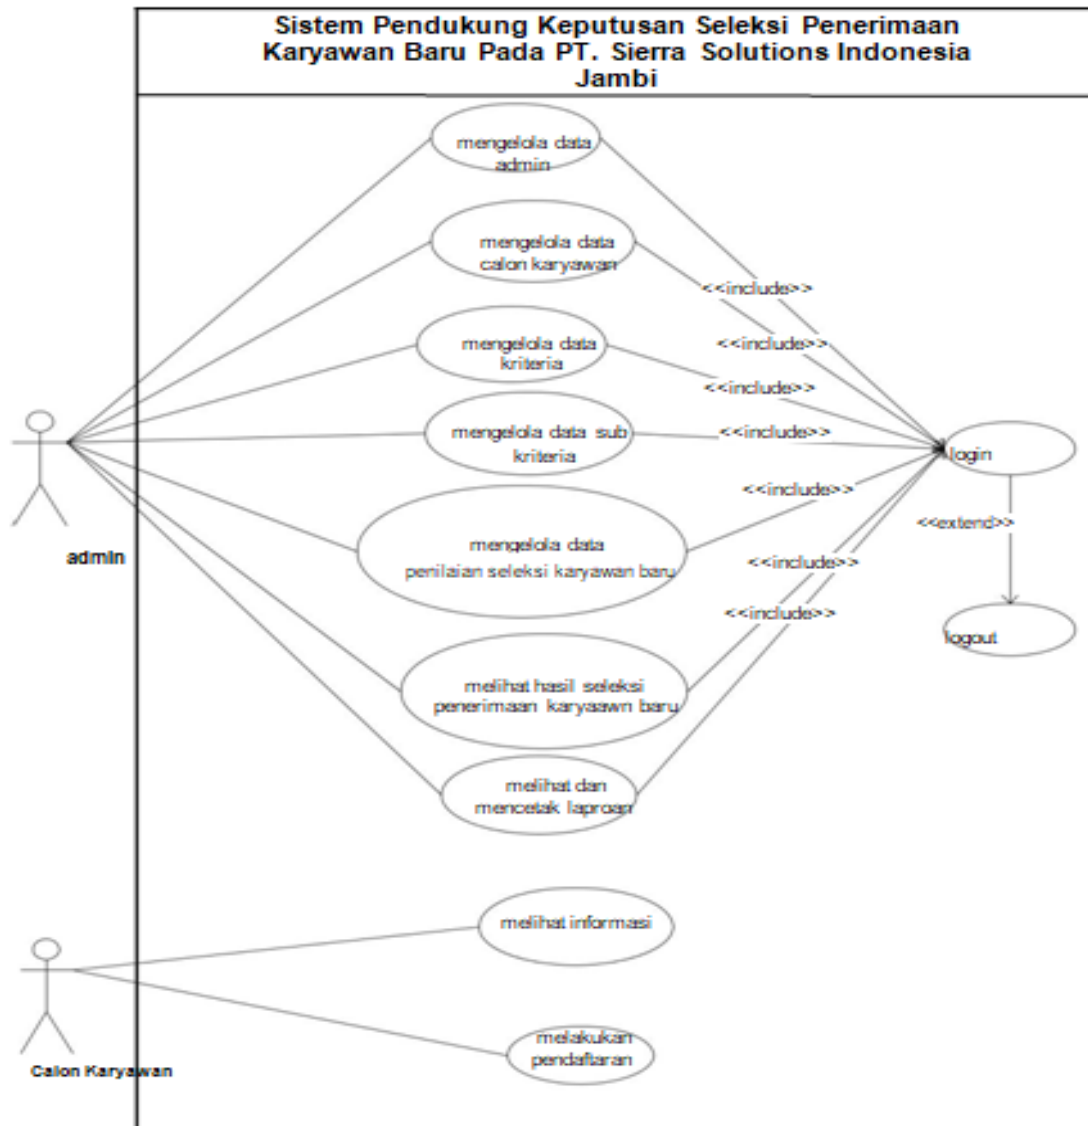 Sistem Pendukung Keputusan Seleksi Penerimaan
Karyawan Baru Pada PT. Sierra Solutions Indonesia
Jambi
mengelola data
admin
mengelola data
calon karyawan
<<include>>
mengelola data
kriteria
<<include>>
<<include>>
mengelola data sub
kriteria
<<include>>
login
<<include>>
<<extend>>
admin
mengelola data
penilaian seleksi karyawan baru
<<include>>
<<include>>
logout
melihat hasil seleksi
penerimaan karyaawn baru
melihat dan
mencetak laproan
melihat informasi
melakukan
pendaftaran
Calon Karyawan